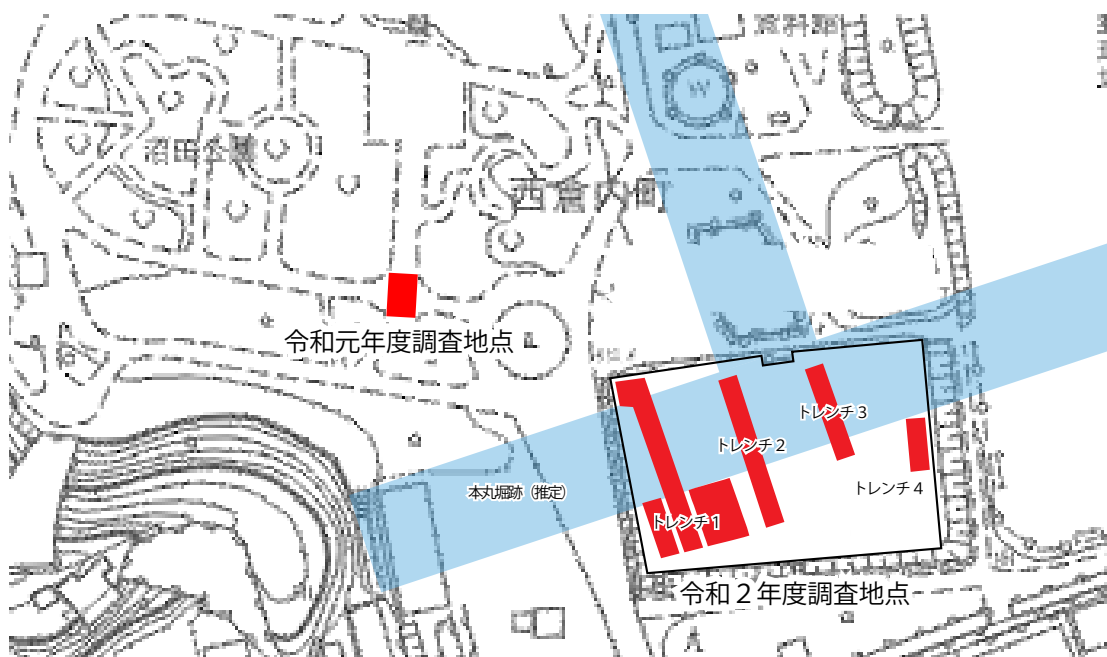 資料館
W
沼田公園
西倉内町
令和元年度調査地点
トレンチ3
トレンチ2
トレンチ4
本丸堀跡（推定）
トレンチ1
令和２年度調査地点